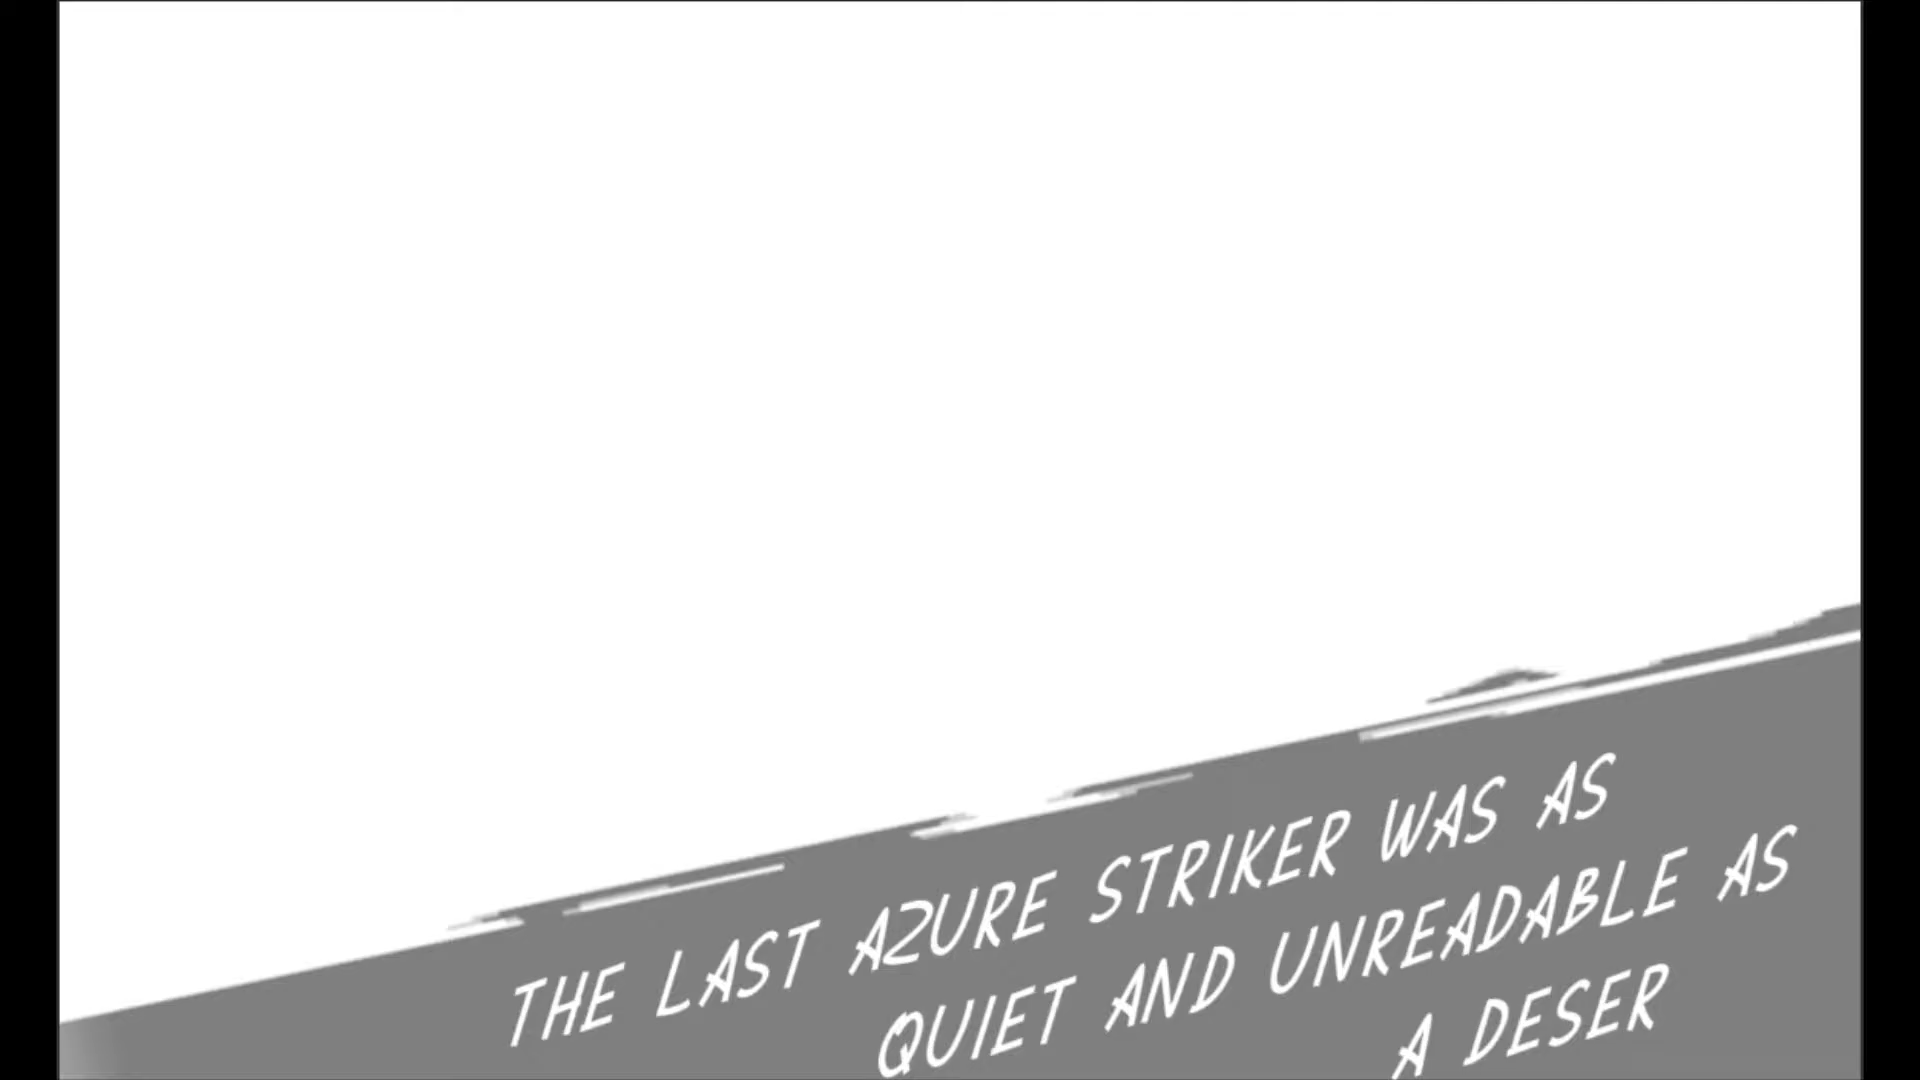 THE LAST AZURE STRIKER WAS AS
QUIET AND UNREADABLE AS
A DESER